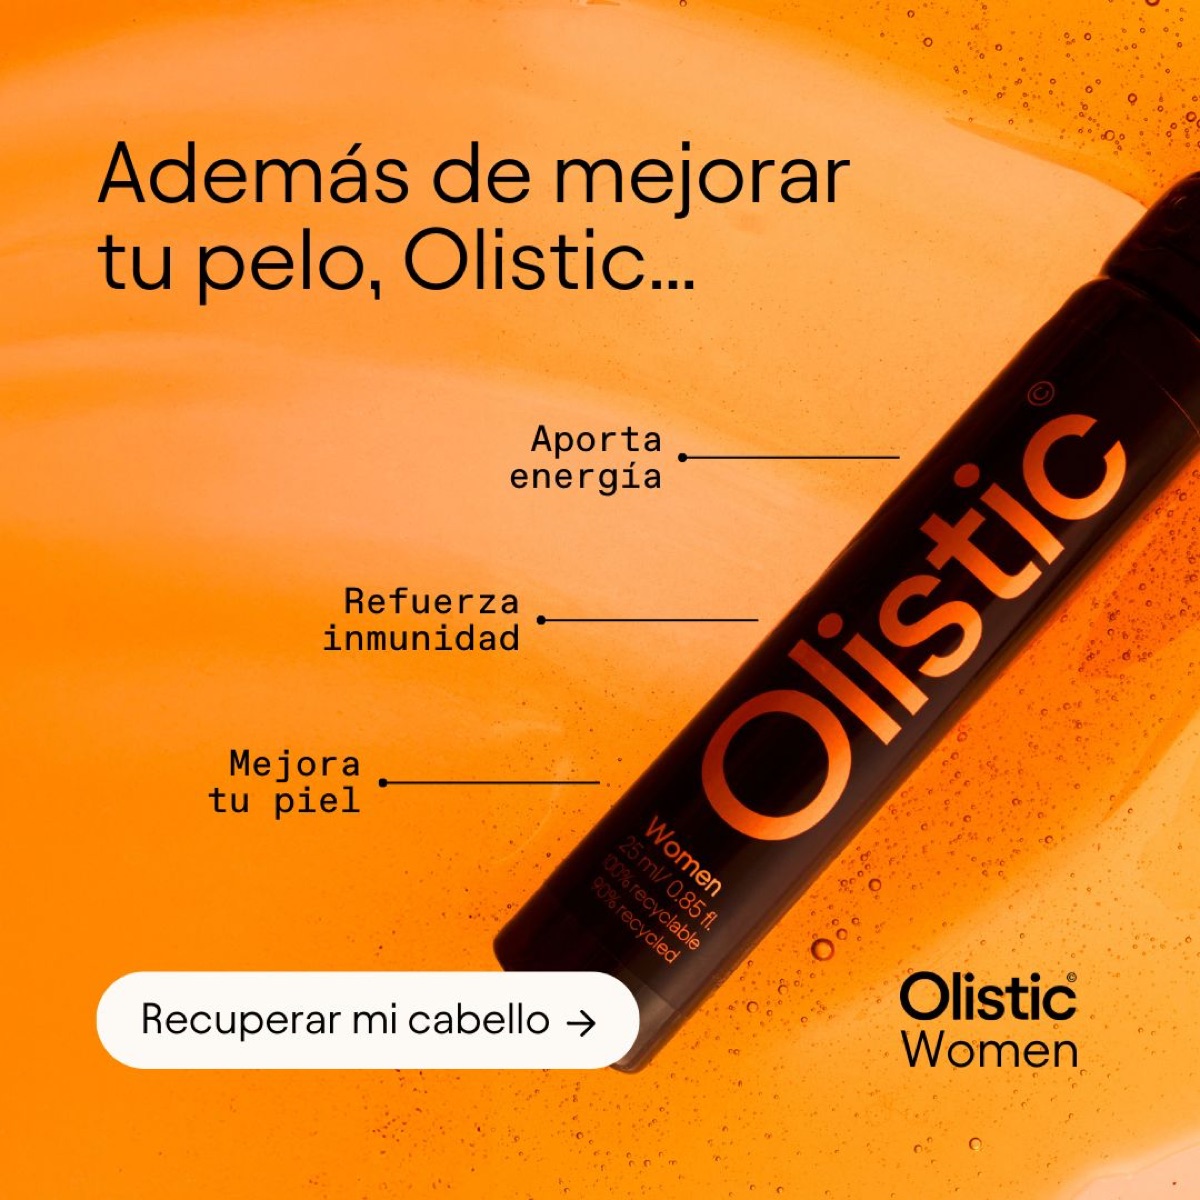 Además de mejorar
tu pelo, Olistic...
Aporta
energía
Refuerza
inmunidad
Mejora
tu piel
Olistic©
Women
25 ml/ 0.85 fl.
100% recyclable
90% recycled
Recuperar mi cabello →
Olistic©
Women